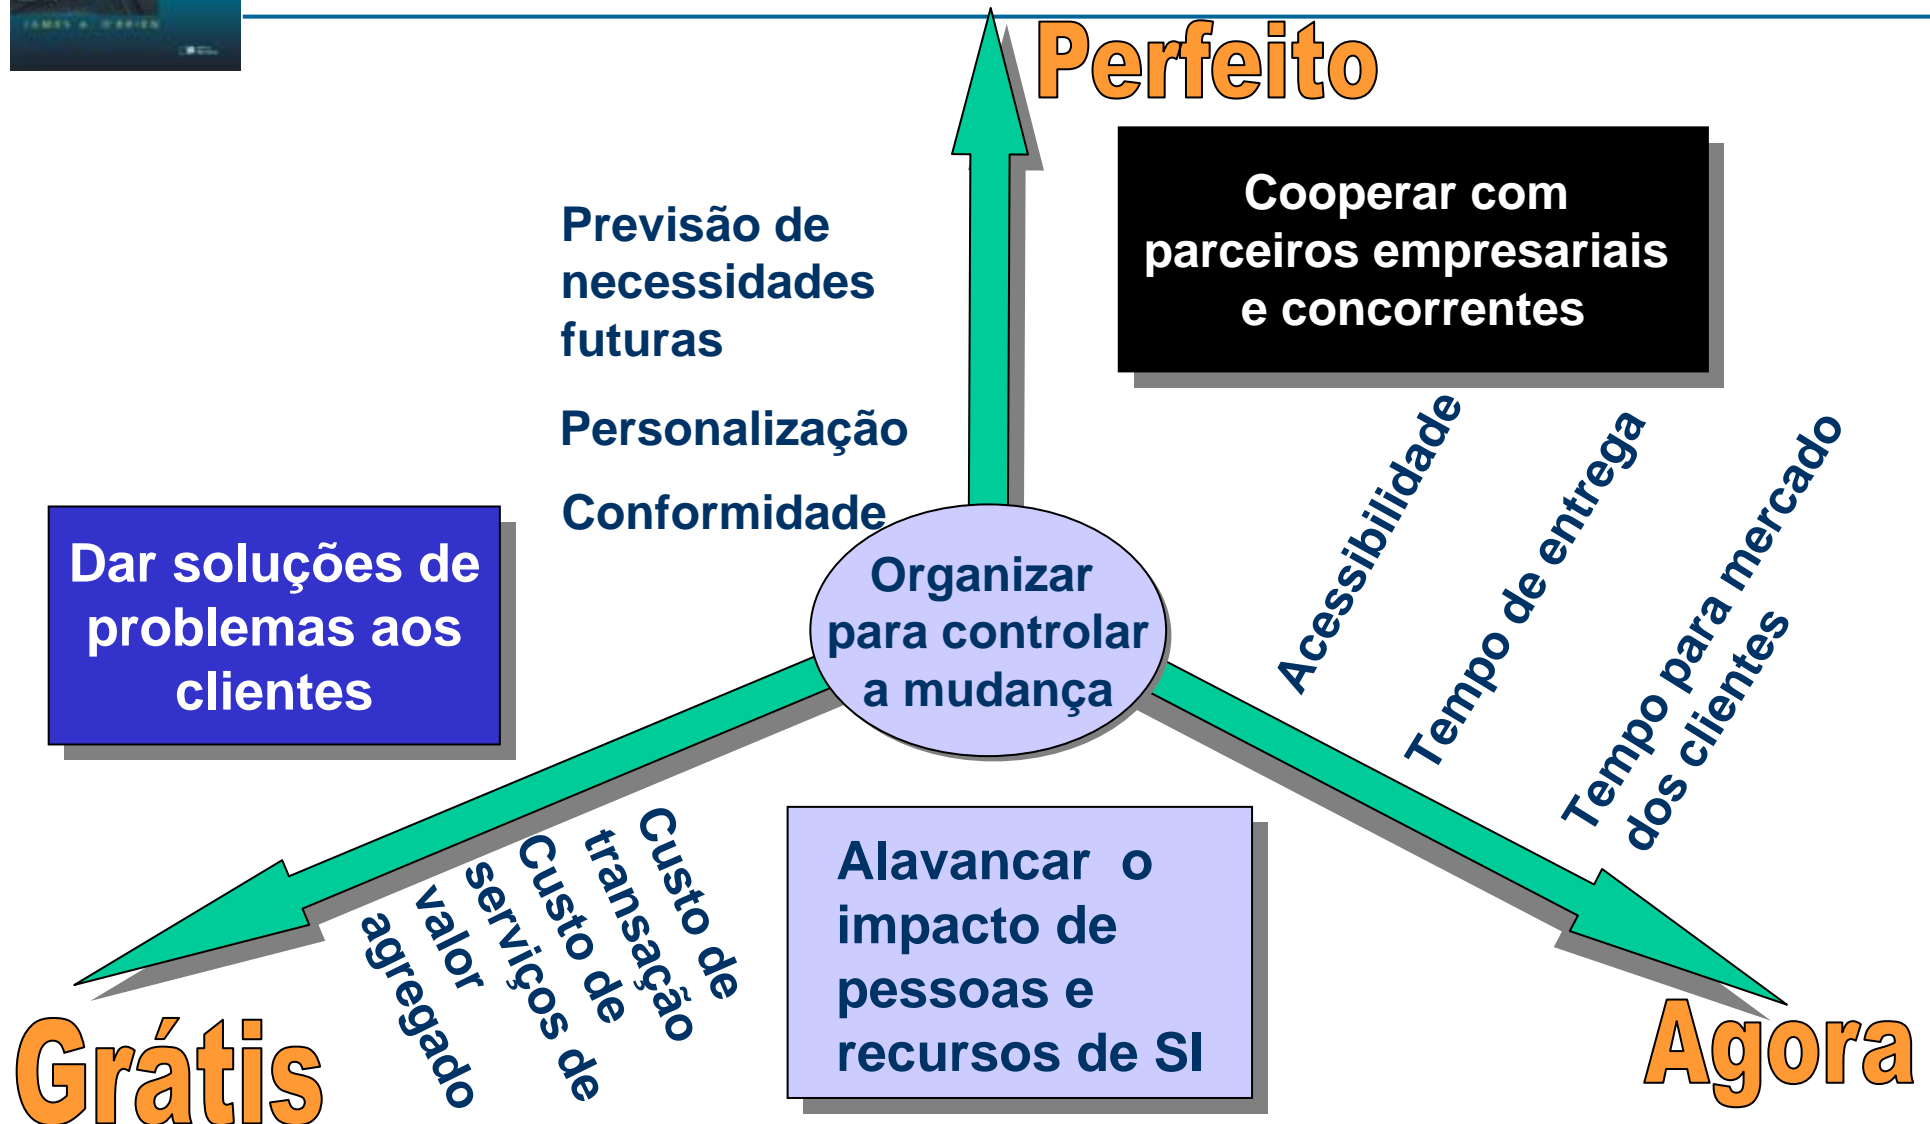 JAMES A. O'BRIEN
Perfeito
Cooperar com
parceiros empresariais
e concorrentes
Previsão de
necessidades
futuras
Personalização
Conformidade
Dar soluções de
problemas aos
clientes
Organizar
para controlar
a mudança
Acessibilidade
Tempo de entrega
Tempo para mercado
dos clientes
Custo de
transação
Custo de
serviços de
valor
agregado
Alavancar o
impacto de
pessoas e
recursos de SI
Grátis
Agora